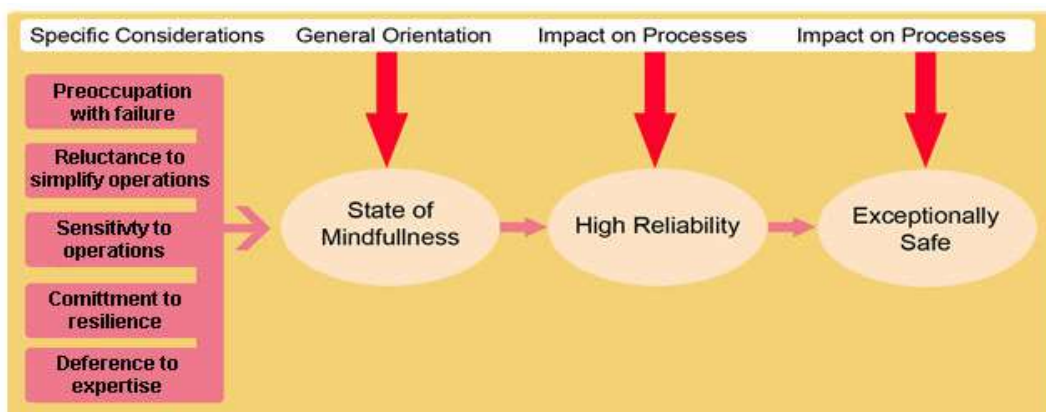 Specific Considerations General Orientation Impact on Processes Impact on Processes
Preoccupation
with failure
Reluctance to
simplify operations
Sensitivty to
operations
Comittment to
resilience
Deference to
expertise
State of
Mindfullness
High Reliability
Exceptionally
Safe